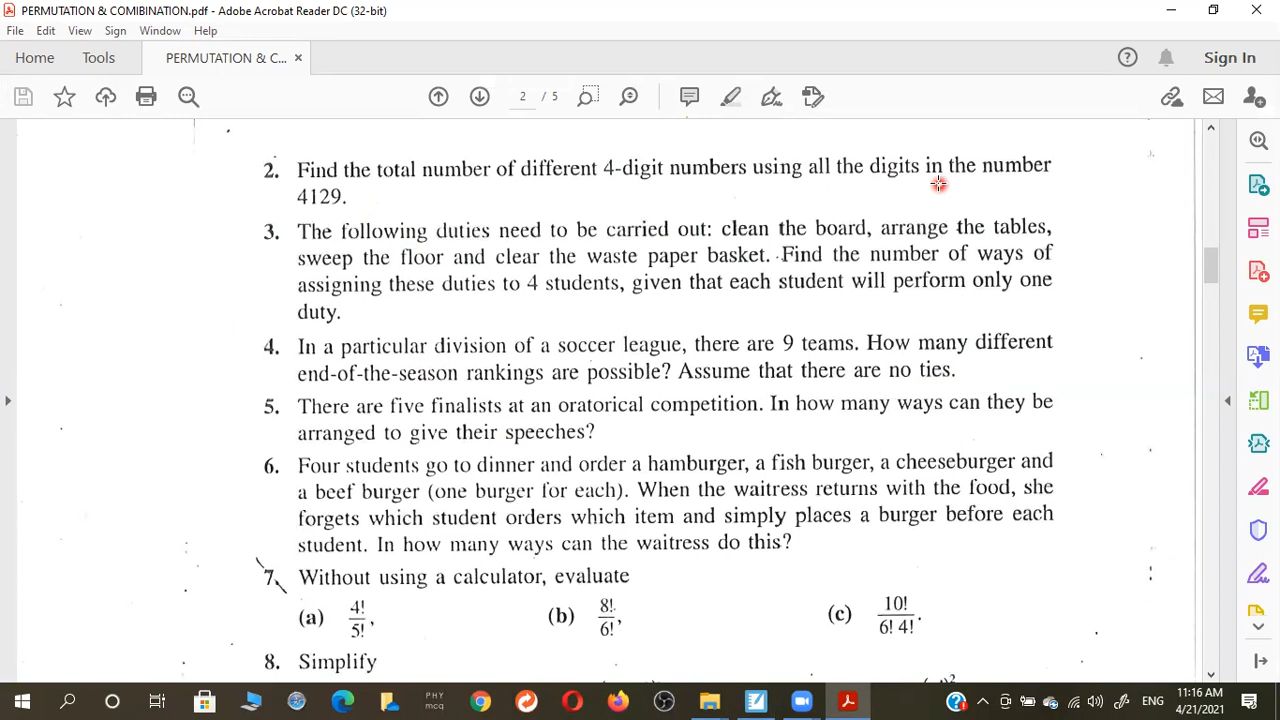 PERMUTATION & COMIBINATION.pdf - Adobe Acrobat Reader DC (32-bit)
File Edit View Sign Window Help
Home Tools PERMUTATION & C... × Sign In
2 / 5
2. Find the total number of different 4-digit numbers using all the digits in the number
4129.
3. The following duties need to be carried out: clean the board, arrange the tables,
sweep the floor and clear the waste paper basket. Find the number of ways of
assigning these duties to 4 students, given that each student will perform only one
duty.
4. In a particular division of a soccer league, there are 9 teams. How many different
end-of-the-season rankings are possible? Assume that there are no ties.
5. There are five finalists at an oratorical competition. In how many ways can they be
arranged to give their speeches?
6. Four students go to dinner and order a hamburger, a fish burger, a cheeseburger and
a beef burger (one burger for each). When the waitress returns with the food, she
forgets which student orders which item and simply places a burger before each
student. In how many ways can the waitress do this?
7. Without using a calculator, evaluate
(a) 4!/5!, (b) 8!/6!, (c) 10!/6! 4!.
8. Simplify
PHY mcq ENG 11:16 AM
4/21/2021